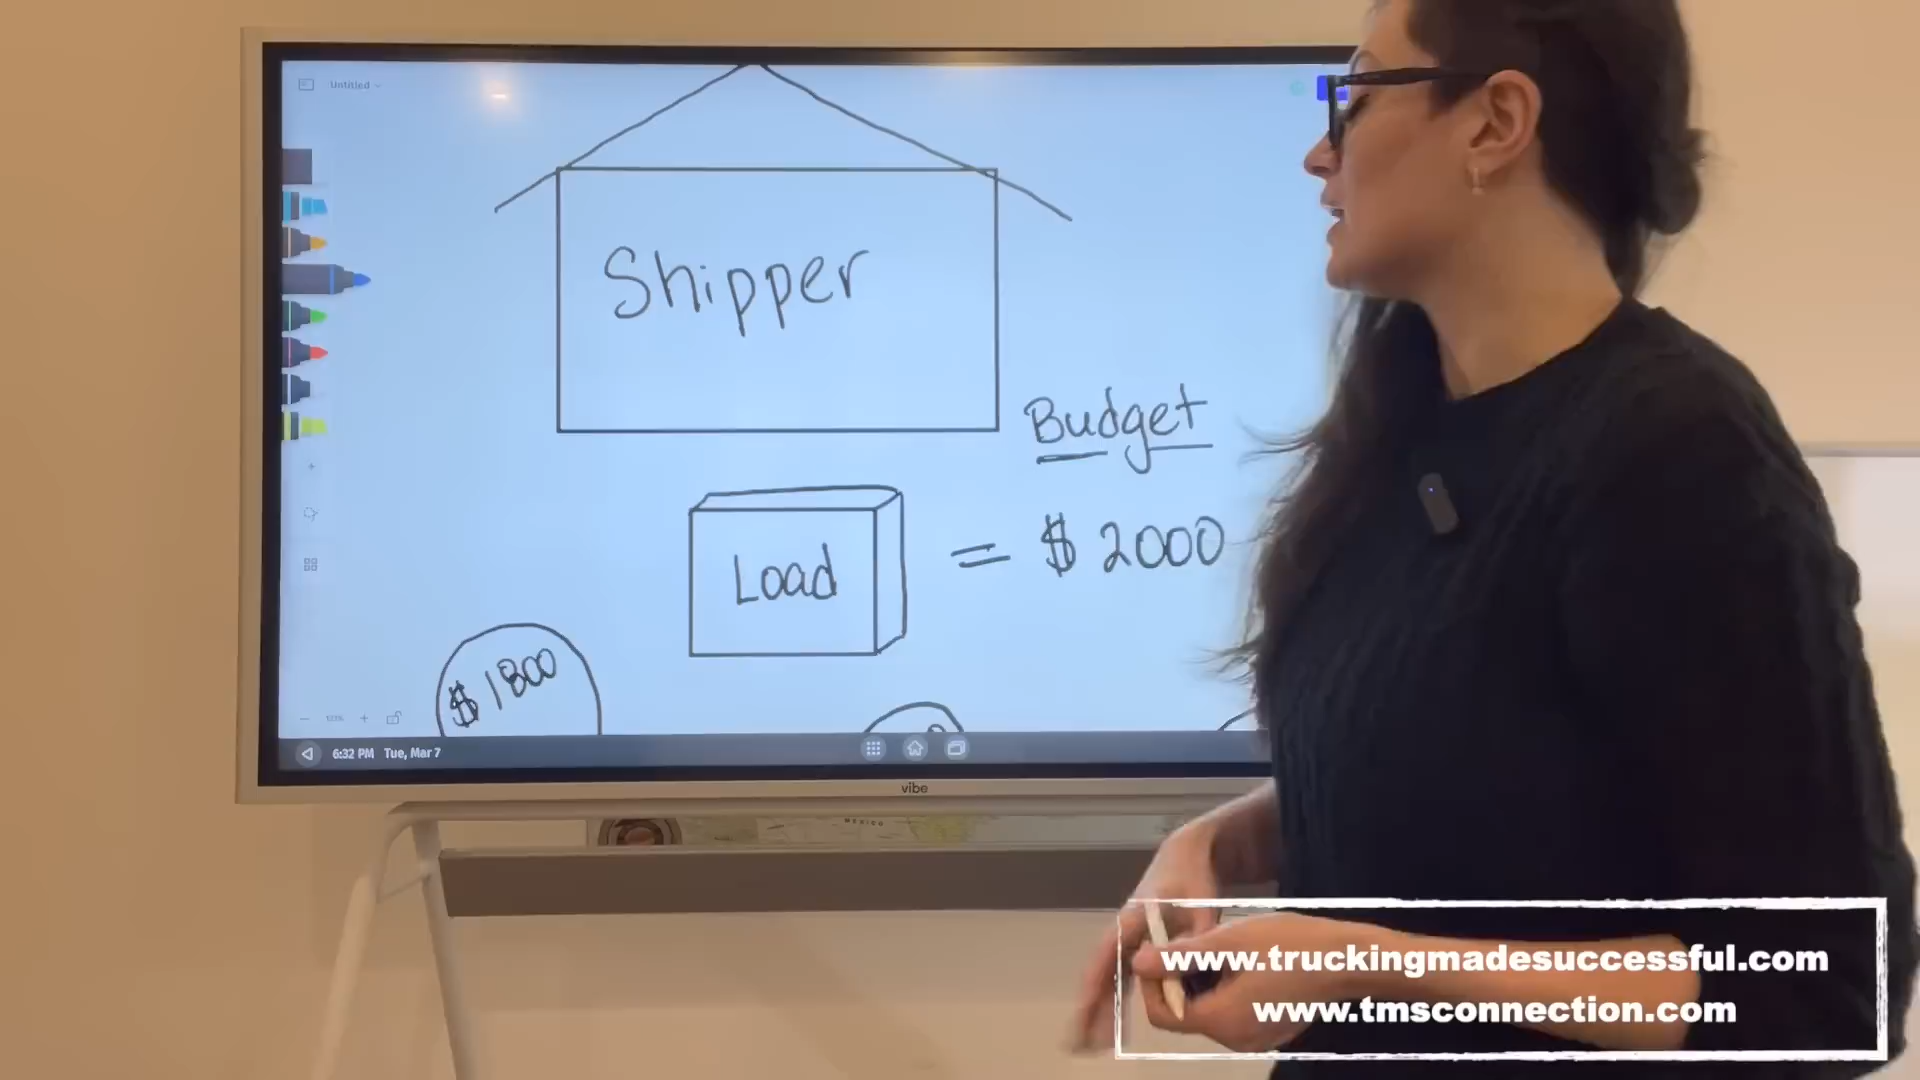 Untitled
Shipper
Budget
Load = $ 2000
$ 1800
6:32 PM Tue, Mar 7
vibe
MEXICO
www.truckingmadesuccessful.com
www.tmsconnection.com